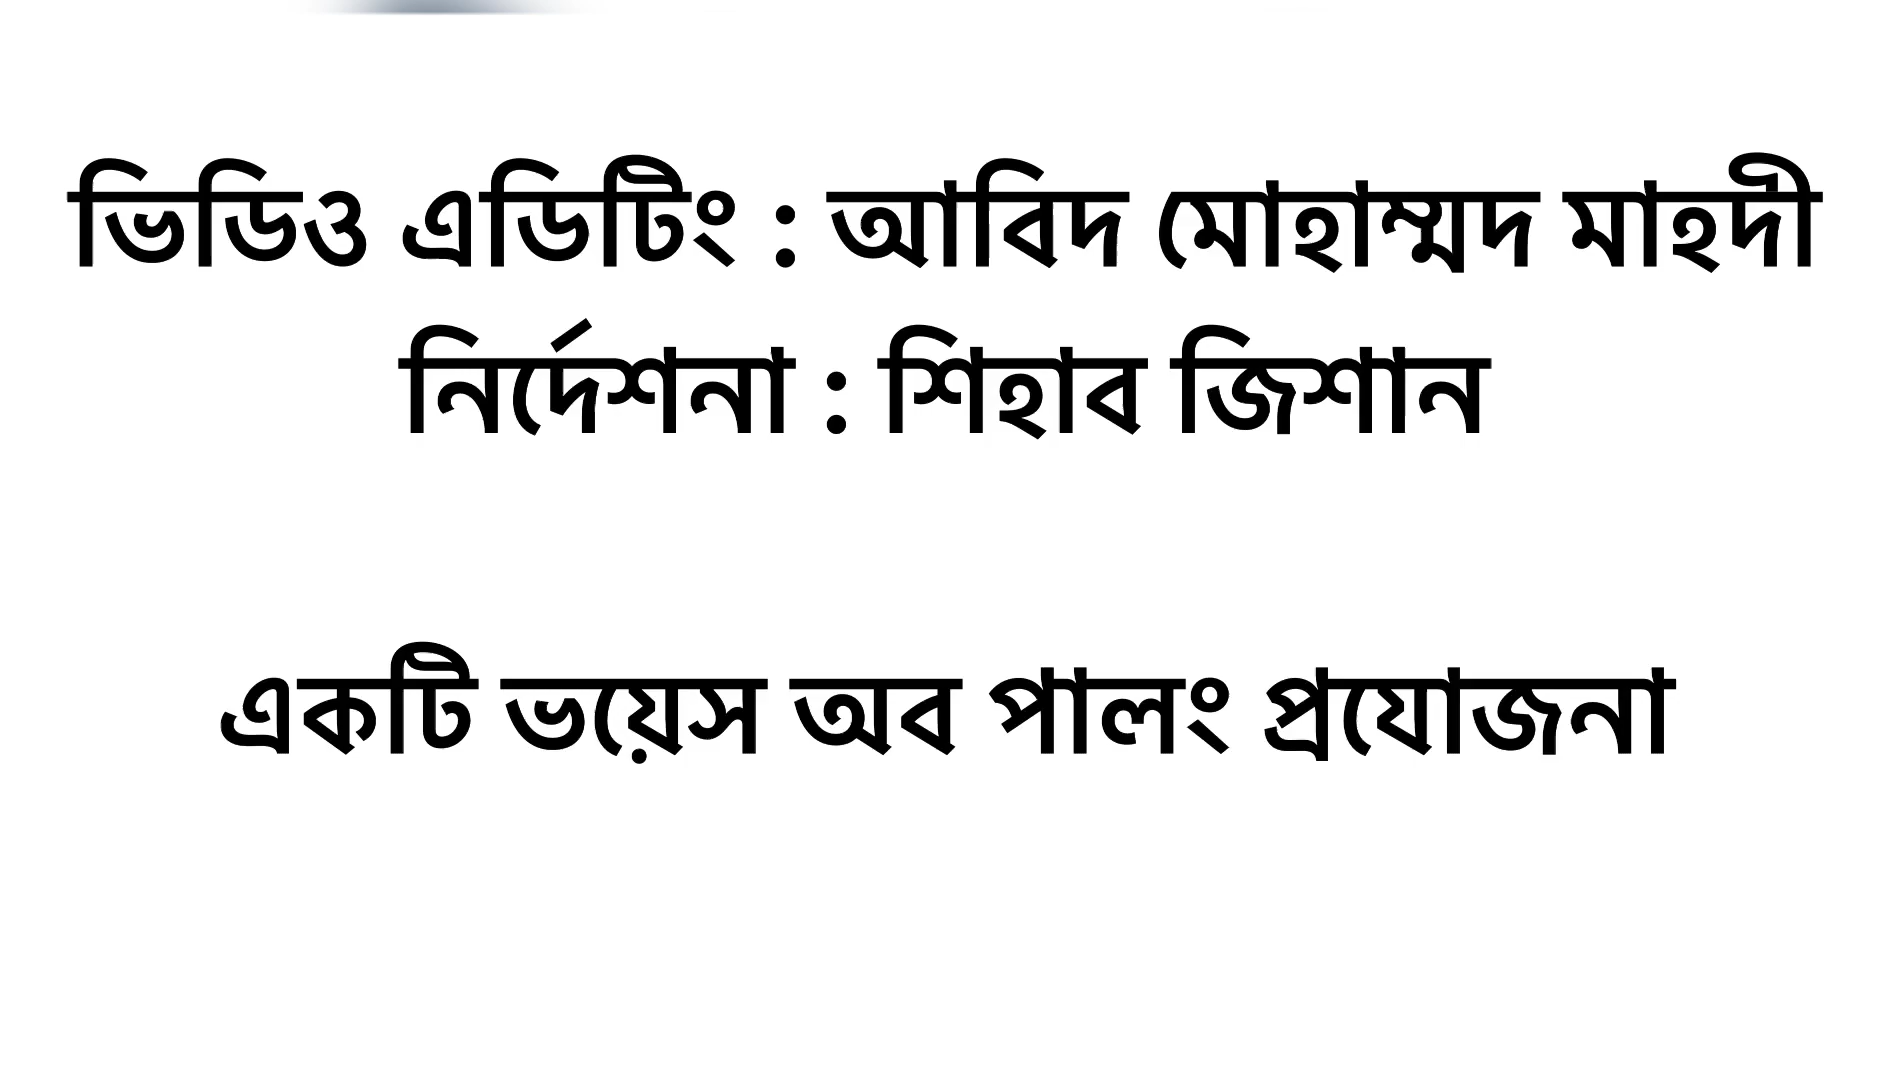 ভিডিও এডিটিং : আবিদ মোহাম্মদ মাহদী
নির্দেশনা : শিহাব জিশান
একটি ভয়েস অব পালং প্রযোজনা